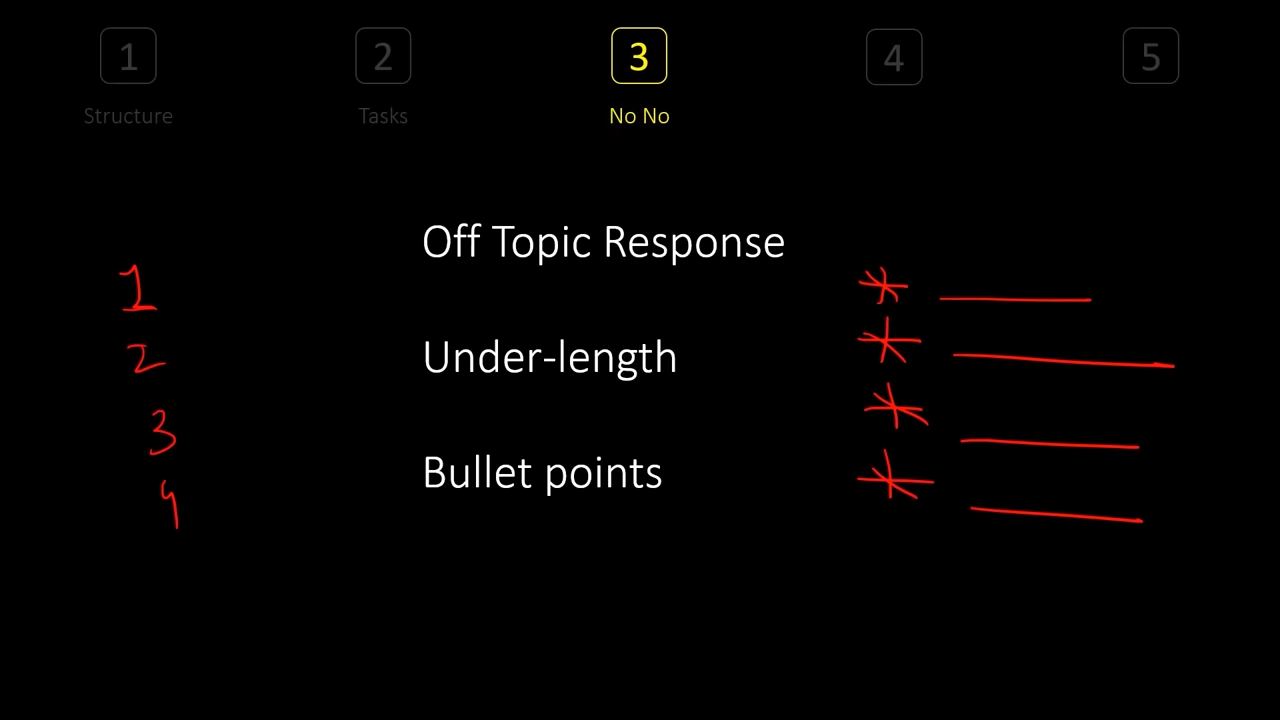 1 2 3 4 5
Structure Tasks No No
Off Topic Response
1
Under-length
2
3
Bullet points
4